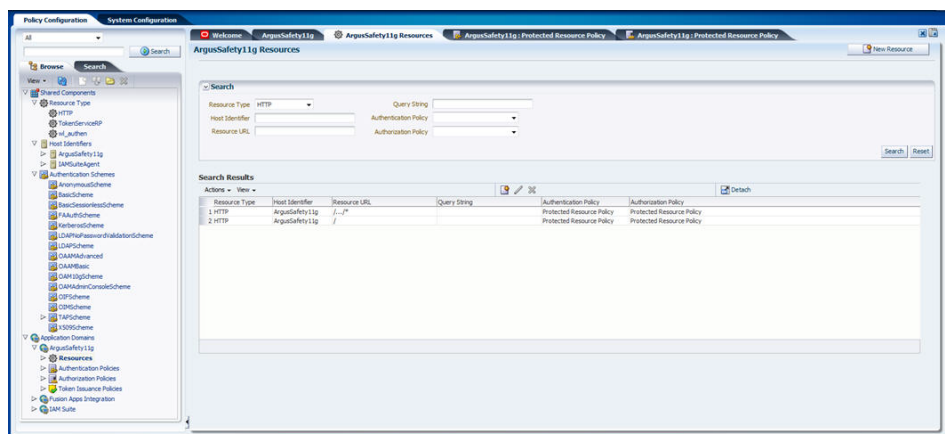 Policy Configuration System Configuration
All
Search
Browse Search
View
Shared Components
Resource Type
HTTP
TokenServiceRP
wl_authen
Host Identifiers
ArgusSafety11g
IAMSuiteAgent
Authentication Schemes
AnonymousScheme
BasicScheme
BasicSessionlessScheme
FAAuthScheme
KerberosScheme
LDAPNoPasswordValidationScheme
LDAPScheme
OAAMAdvanced
OAAMBasic
OAM10gScheme
OAMAdminConsoleScheme
OIFScheme
OIMScheme
TAPScheme
X509Scheme
Application Domains
ArgusSafety11g
Resources
Authentication Policies
Authorization Policies
Token Issuance Policies
Fusion Apps Integration
IAM Suite
Welcome ArgusSafety11g ArgusSafety11g Resources ArgusSafety11g : Protected Resource Policy ArgusSafety11g : Protected Resource Policy
ArgusSafety11g Resources New Resource
Search
Resource Type HTTP Query String
Host Identifier Authentication Policy
Resource URL Authorization Policy
Search Reset
Search Results
Actions View Detach
Resource Type Host Identifier Resource URL Query String Authentication Policy Authorization Policy
1 HTTP ArgusSafety11g /.../* Protected Resource Policy Protected Resource Policy
2 HTTP ArgusSafety11g / Protected Resource Policy Protected Resource Policy